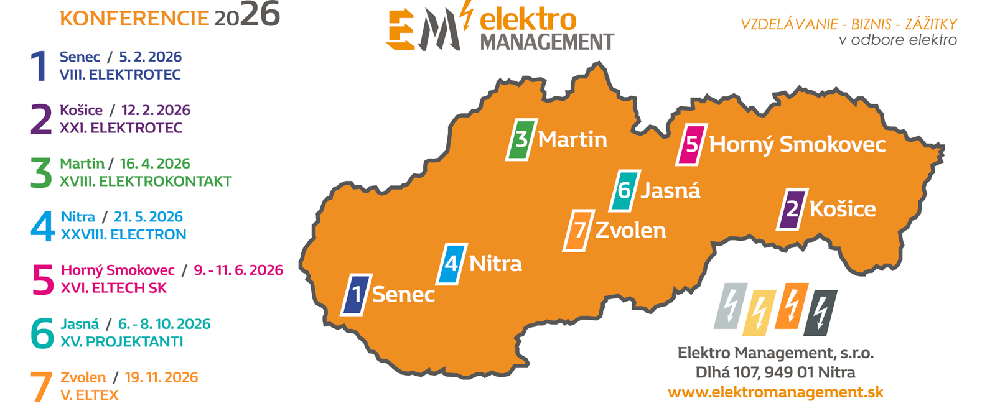 KONFERENCIE 2026
1
Senec / 5. 2. 2026
VIII. ELEKTROTEC
2
Košice / 12. 2. 2026
XXI. ELEKTROTEC
3
Martin / 16. 4. 2026
XVIII. ELEKTROKONTAKT
4
Nitra / 21. 5. 2026
XXVIII. ELECTRON
5
Horný Smokovec / 9. - 11. 6. 2026
XVI. ELTECH SK
6
Jasná / 6. - 8. 10. 2026
XV. PROJEKTANTI
7
Zvolen / 19. 11. 2026
V. ELTEX
EM elektro
MANAGEMENT
VZDELÁVANIE - BIZNIS - ZÁŽITKY
v odbore elektro
3 Martin
5 Horný Smokovec
6 Jasná
2 Košice
7 Zvolen
4 Nitra
1 Senec
Elektro Management, s.r.o.
Dlhá 107, 949 01 Nitra
www.elektromanagement.sk